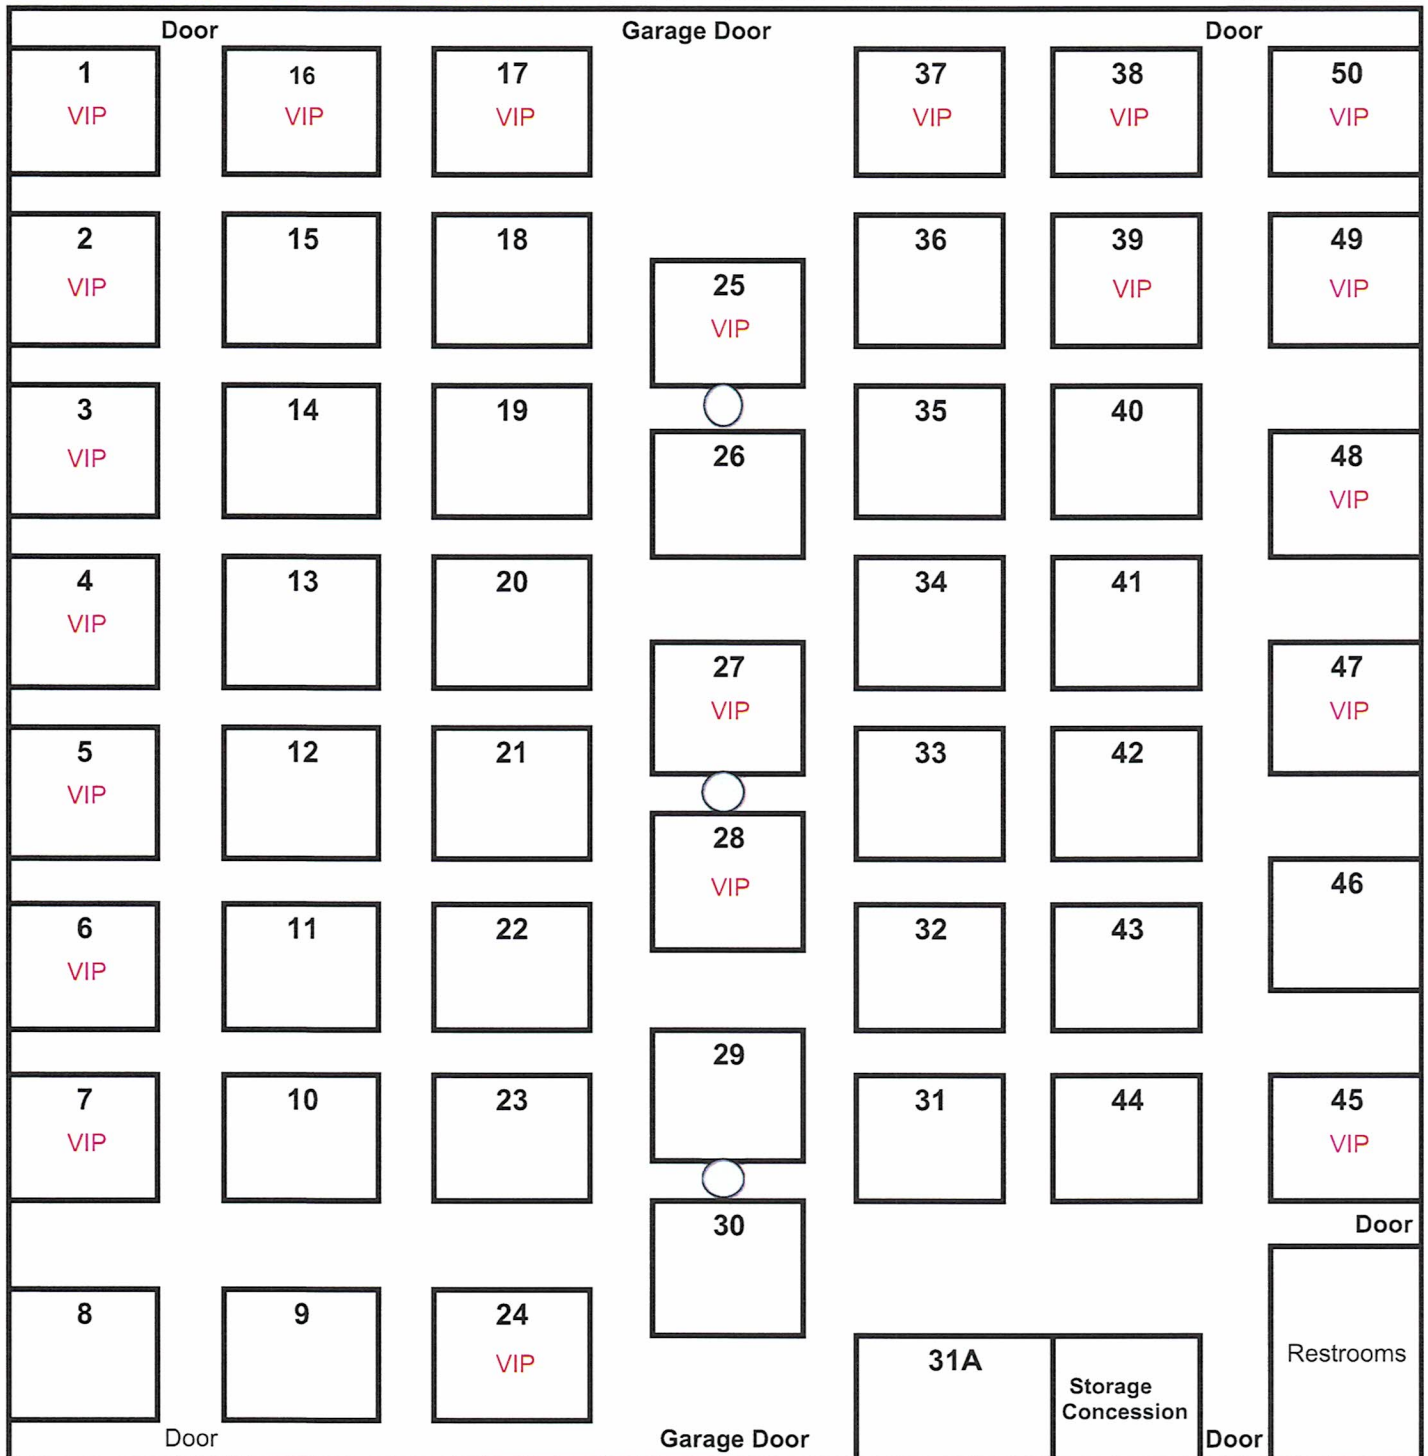 Door Garage Door Door
1 16 17 37 38 50
VIP VIP VIP VIP VIP VIP
2 15 18 36 39 49
VIP VIP VIP
25
VIP
3 14 19 35 40
VIP
26 48
VIP
4 13 20 34 41
VIP
27 47
VIP VIP
5 12 21 33 42
VIP
28
VIP
46
6 11 22 32 43
VIP
29
7 10 23 31 44 45
VIP VIP
30 Door
8 9 24
VIP
31A
Restrooms
Storage
Concession
Door Garage Door Door